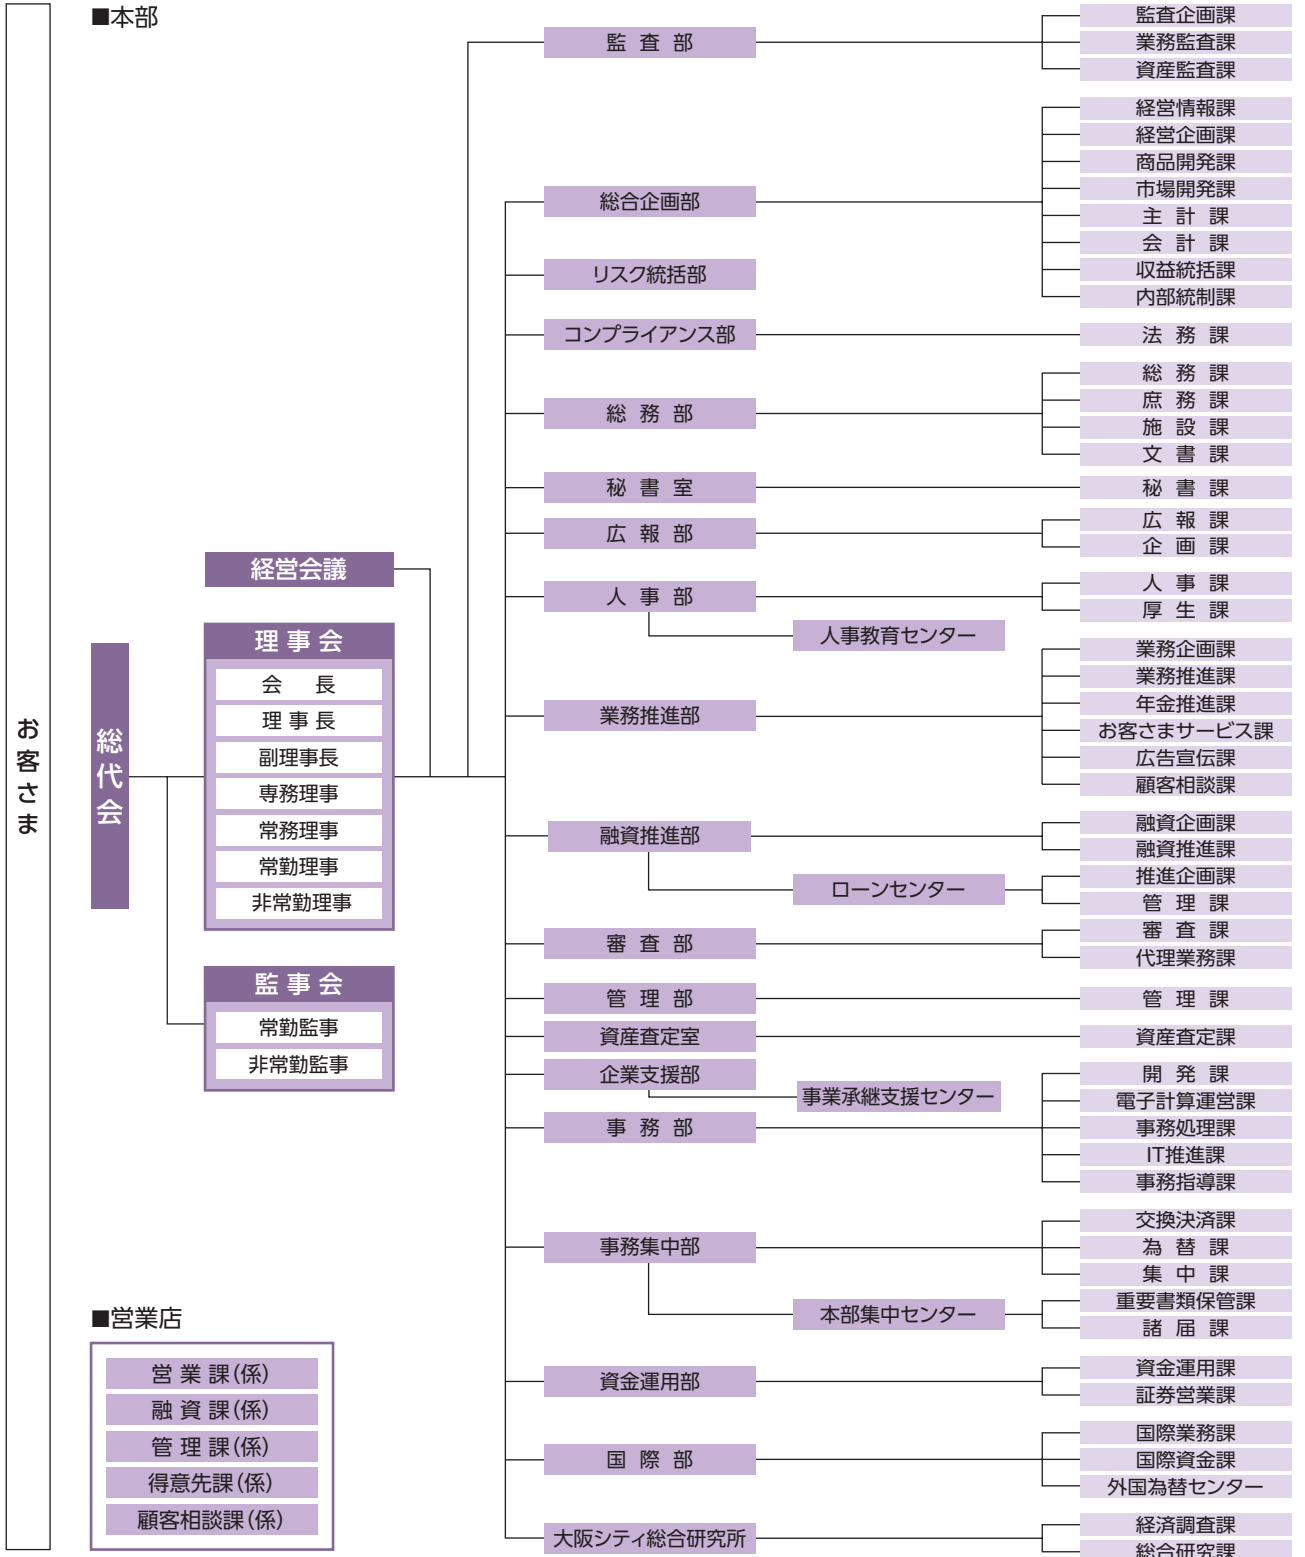 お客さま
■本部
総代会
経営会議
理事会
会 長
理事長
副理事長
専務理事
常務理事
常勤理事
非常勤理事
監事会
常勤監事
非常勤監事
監査部
監査企画課
業務監査課
資産監査課
総合企画部
経営情報課
経営企画課
商品開発課
市場開発課
主計課
会計課
収益統括課
内部統制課
リスク統括部
コンプライアンス部
法務課
総務部
総務課
庶務課
施設課
文書課
秘書室
秘書課
広報部
広報課
企画課
人事部
人事課
厚生課
人事教育センター
業務推進部
業務企画課
業務推進課
年金推進課
お客さまサービス課
広告宣伝課
顧客相談課
融資推進部
融資企画課
融資推進課
ローンセンター
推進企画課
管理課
審査部
審査課
代理業務課
管理部
管理課
資産査定室
資産査定課
企業支援部
事業承継支援センター
事務部
開発課
電子計算運営課
事務処理課
IT推進課
事務指導課
事務集中部
交換決済課
為替課
集中課
本部集中センター
重要書類保管課
諸届課
資金運用部
資金運用課
証券営業課
国際部
国際業務課
国際資金課
外国為替センター
大阪シティ総合研究所
経済調査課
総合研究課
■営業店
営業課(係)
融資課(係)
管理課(係)
得意先課(係)
顧客相談課(係)